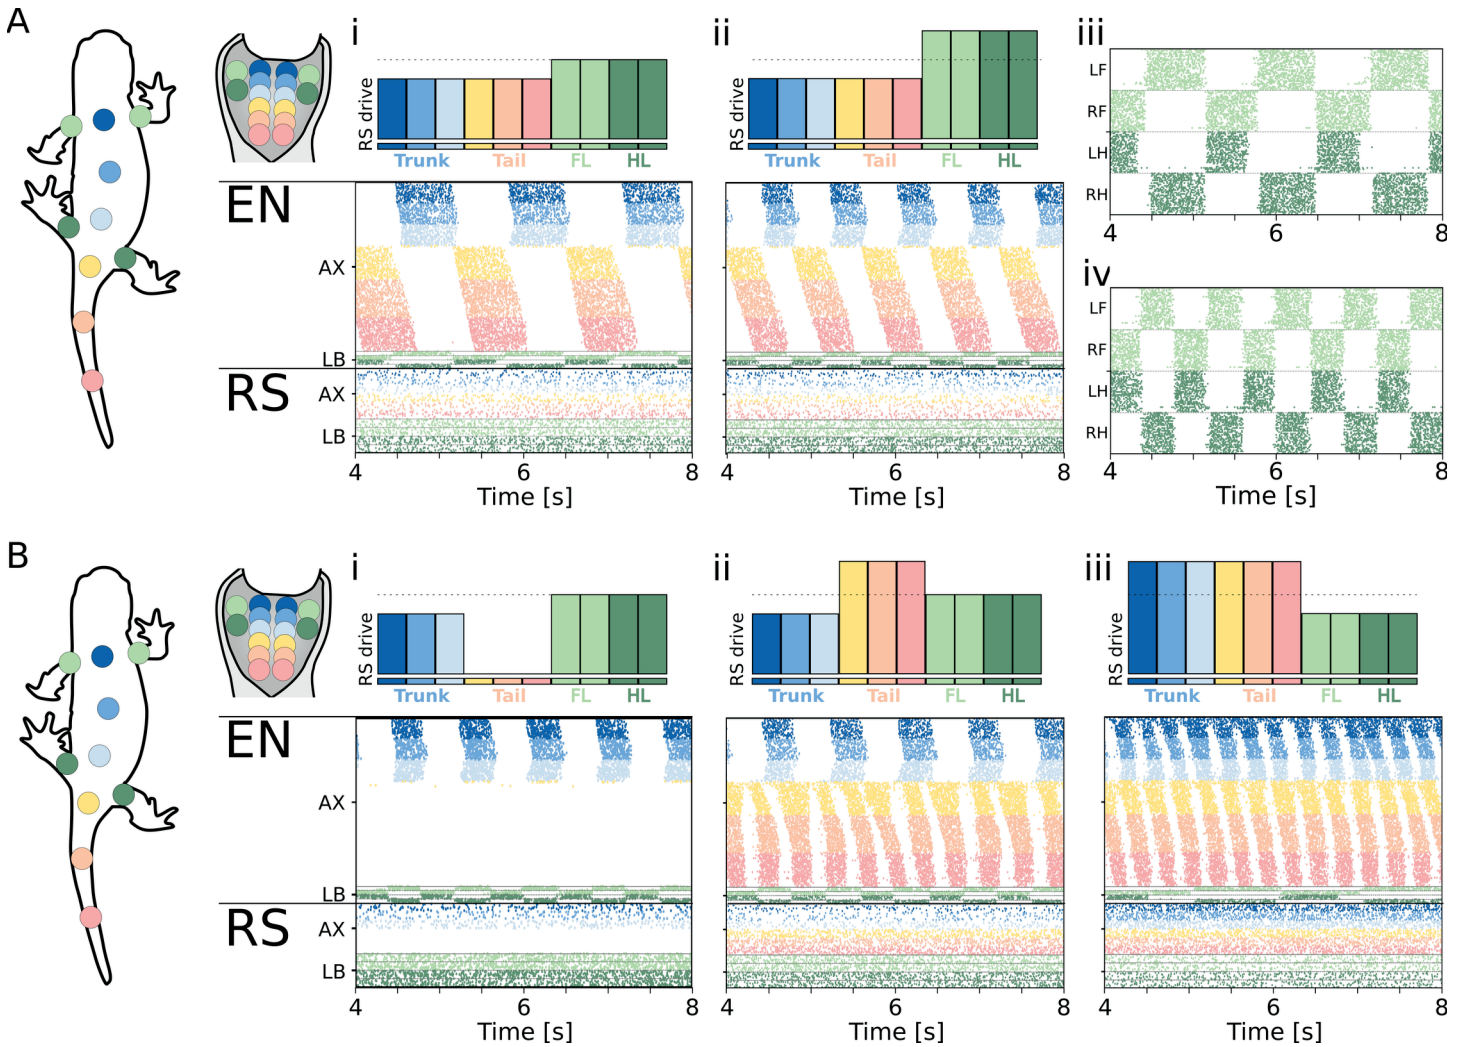 A
i
ii
iii
RS drive
Trunk Tail FL HL
RS drive
Trunk Tail FL HL
LF
RF
LH
RH
4 6 8
EN
AX
LB
RS
AX
LB
4 6 8
Time [s]
4 6 8
Time [s]
iv
LF
RF
LH
RH
4 6 8
Time [s]
B
i
ii
iii
RS drive
Trunk Tail FL HL
RS drive
Trunk Tail FL HL
RS drive
Trunk Tail FL HL
EN
AX
LB
RS
AX
LB
4 6 8
Time [s]
4 6 8
Time [s]
4 6 8
Time [s]